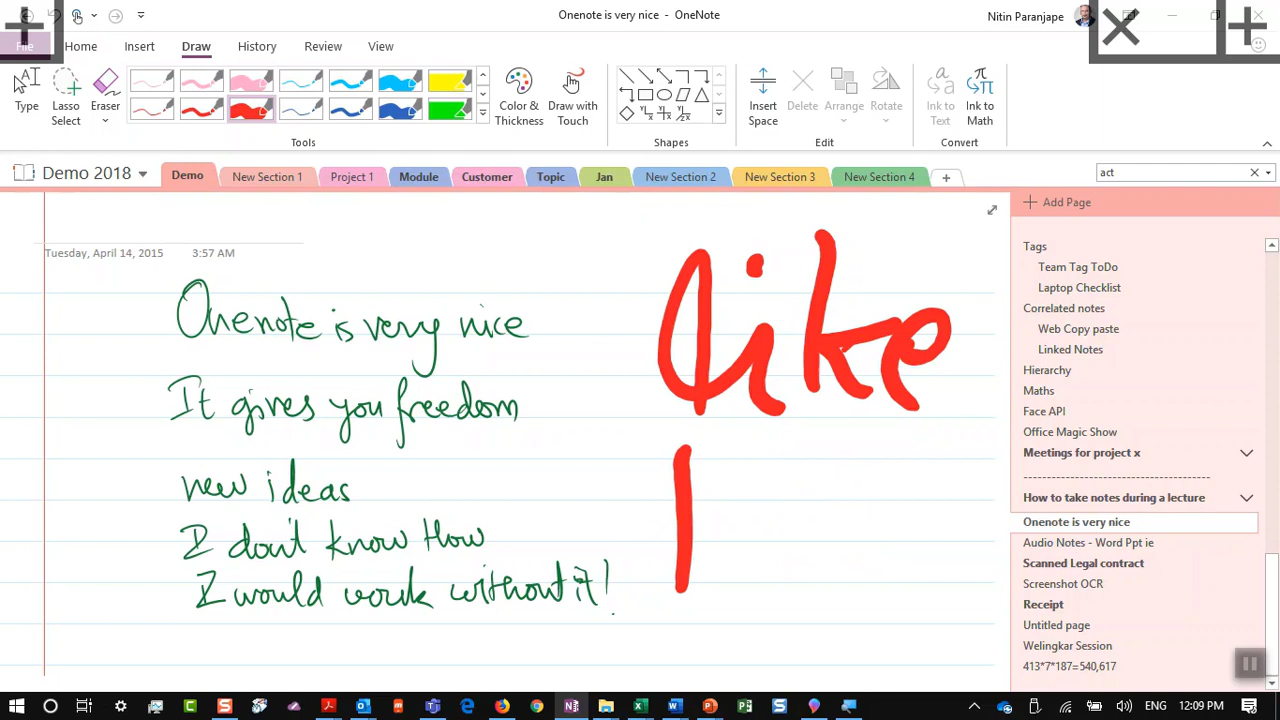 Onenote is very nice - OneNote
Nitin Paranjape
File Home Insert Draw History Review View
Type
Lasso Select
Eraser
Color & Thickness
Draw with Touch
Insert Space
Delete
Arrange
Rotate
Ink to Text
Ink to Math
Tools
Shapes
Edit
Convert
Demo 2018
Demo New Section 1 Project 1 Module Customer Topic Jan New Section 2 New Section 3 New Section 4
act
Add Page
Tuesday, April 14, 2015 3:57 AM
Onenote is very nice
It gives you freedom
new ideas
I don't know How
I would work without it!
like
Tags
Team Tag ToDo
Laptop Checklist
Correlated notes
Web Copy paste
Linked Notes
Hierarchy
Maths
Face API
Office Magic Show
Meetings for project x
----------------------------------------
How to take notes during a lecture
Onenote is very nice
Audio Notes - Word Ppt ie
Scanned Legal contract
Screenshot OCR
Receipt
Untitled page
Welingkar Session
413*7*187=540,617
ENG 12:09 PM